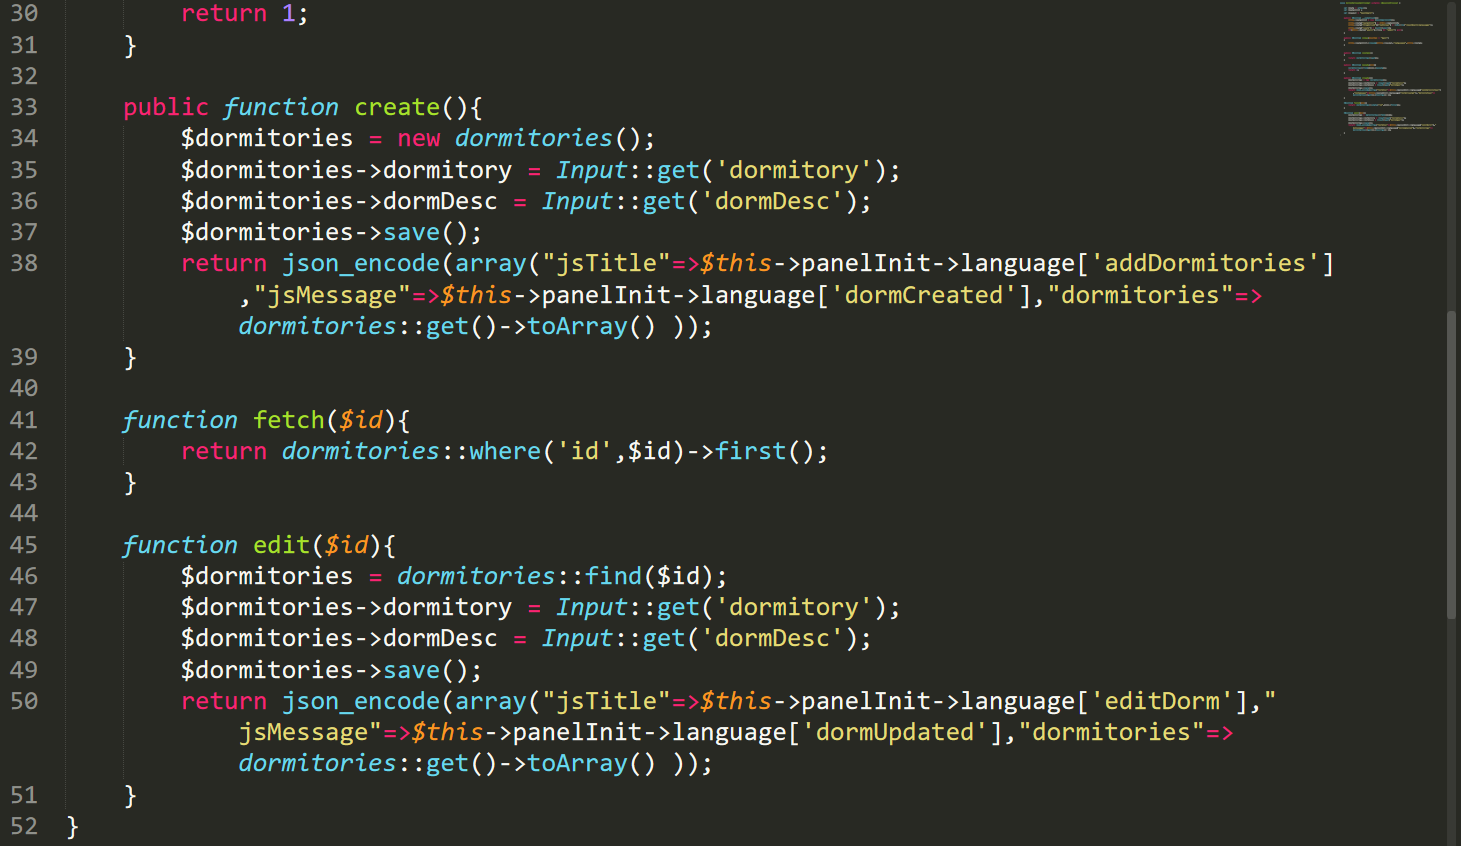 30 return 1;
31 }
32
33 public function create(){
34 $dormitories = new dormitories();
35 $dormitories->dormitory = Input::get('dormitory');
36 $dormitories->dormDesc = Input::get('dormDesc');
37 $dormitories->save();
38 return json_encode(array("jsTitle"=>$this->panelInit->language['addDormitories']
,"jsMessage"=>$this->panelInit->language['dormCreated'],"dormitories"=>
dormitories::get()->toArray() ));
39 }
40
41 function fetch($id){
42 return dormitories::where('id',$id)->first();
43 }
44
45 function edit($id){
46 $dormitories = dormitories::find($id);
47 $dormitories->dormitory = Input::get('dormitory');
48 $dormitories->dormDesc = Input::get('dormDesc');
49 $dormitories->save();
50 return json_encode(array("jsTitle"=>$this->panelInit->language['editDorm'],"
jsMessage"=>$this->panelInit->language['dormUpdated'],"dormitories"=>
dormitories::get()->toArray() ));
51 }
52 }